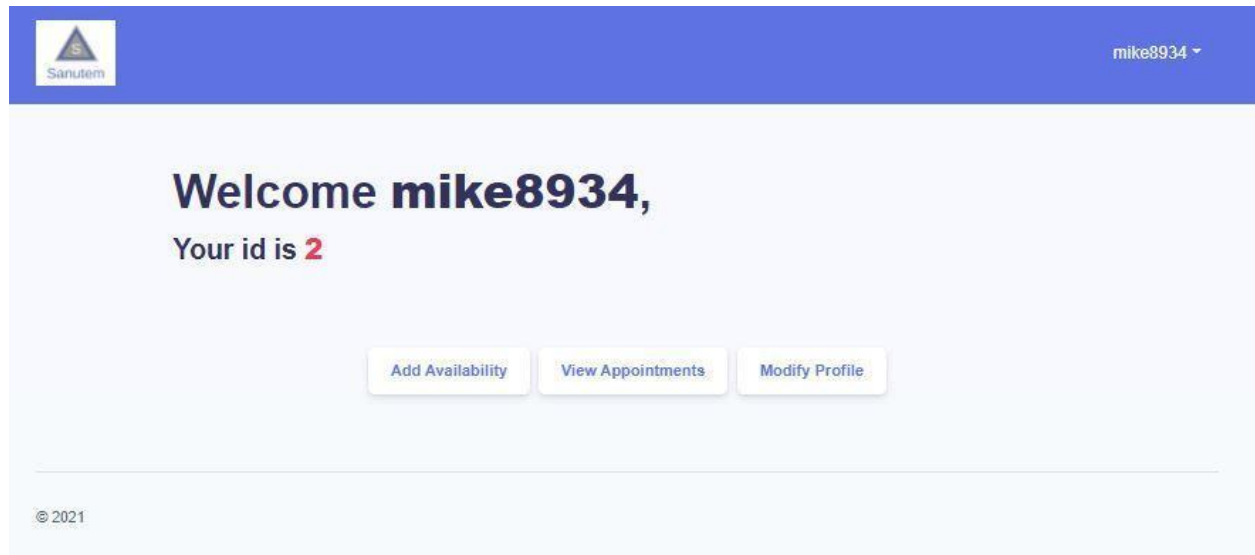 S
Sanutem
mike8934
Welcome mike8934,
Your id is 2
Add Availability
View Appointments
Modify Profile
© 2021